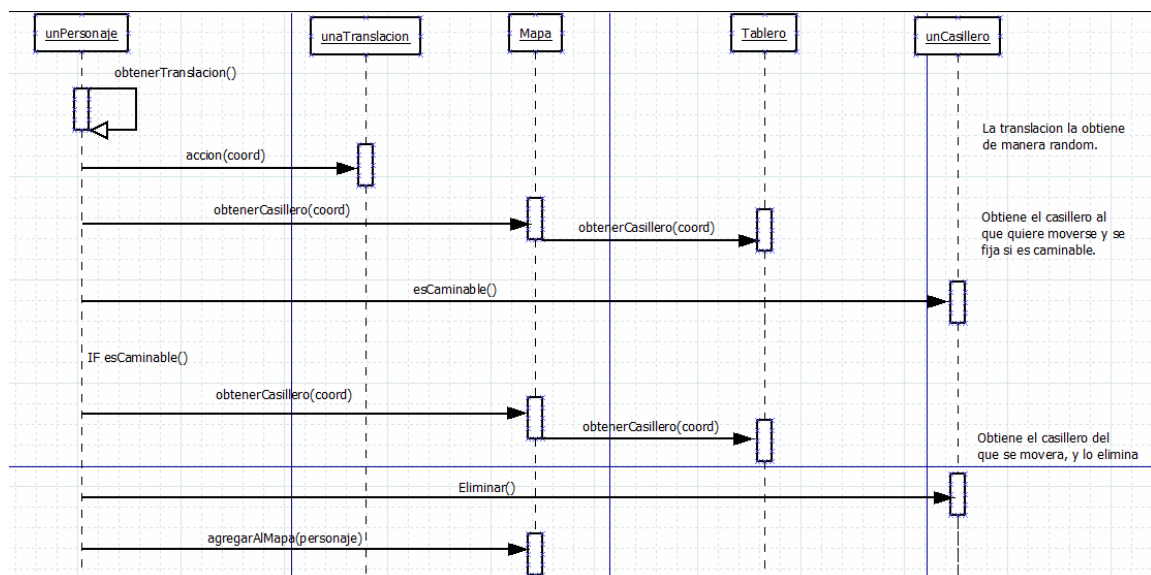 unPersonaje
unaTranslacion
Mapa
Tablero
unCasillero
obtenerTranslacion()
La translacion la obtiene
de manera random.
accion(coord)
obtenerCasillero(coord)
obtenerCasillero(coord)
Obtiene el casillero al
que quiere moverse y se
fija si es caminable.
esCaminable()
IF esCaminable()
obtenerCasillero(coord)
obtenerCasillero(coord)
Obtiene el casillero del
que se movera, y lo elimina
Eliminar()
agregarAlMapa(personaje)